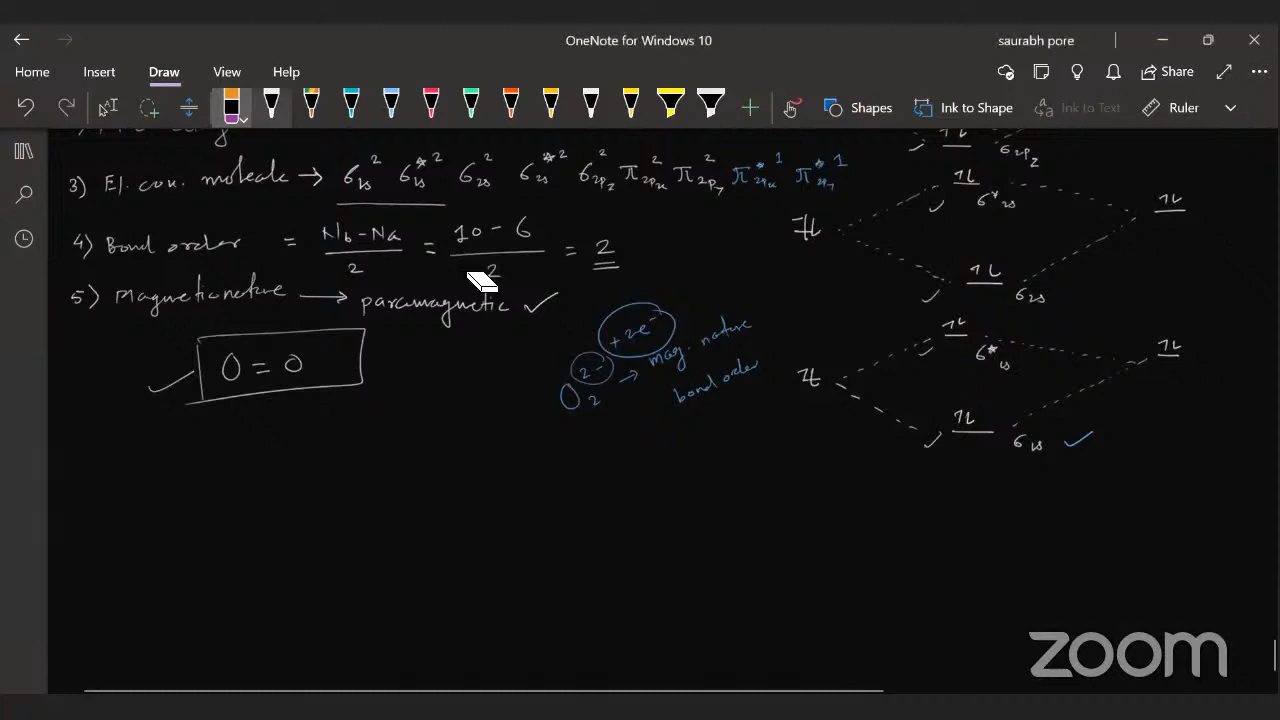 OneNote for Windows 10
saurabh pore
Home Insert Draw View Help
Share
Shapes Ink to Shape Ink to Text Ruler
3) El. con. molecule → σ1s² σ*1s² σ2s² σ*2s² σ2pz² π2px² π2py² π*2px¹ π*2py¹
4) Bond order = Nb-Na/2 = 10-6/2 = 2
5) Magnetic nature → paramagnetic ✓
O = O
+2e⁻
O₂²⁻ → mag. nature
bond order
σ2pz
σ*2s
σ2s
σ*1s
σ1s
zoom